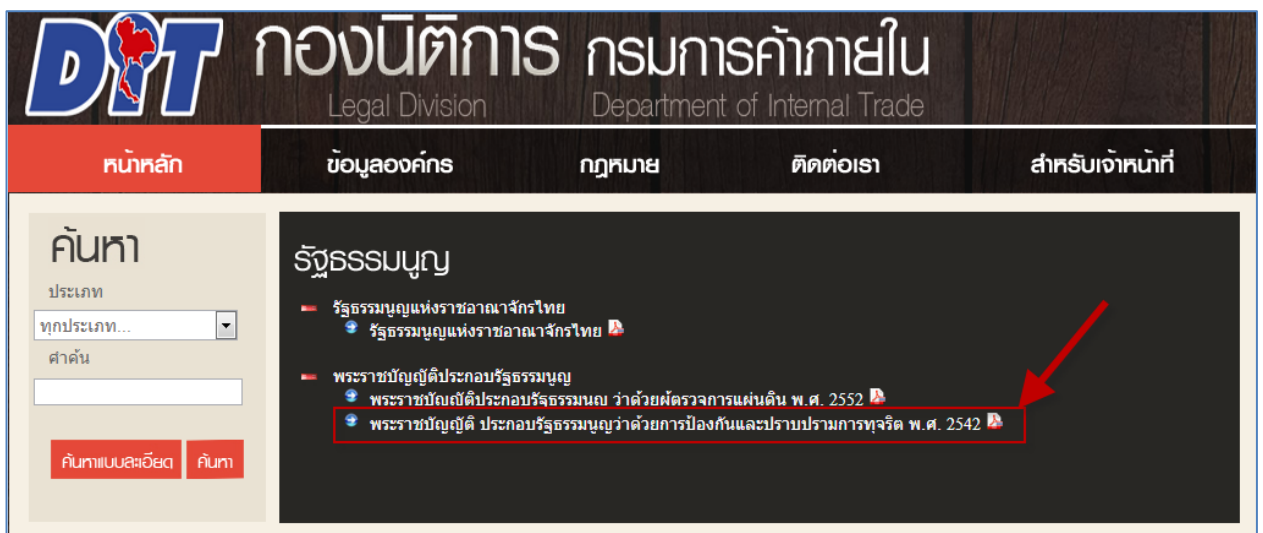 DIT กองนิติการ กรมการค้าภายใน
Legal Division Department of Internal Trade
หน้าหลัก ข้อมูลองค์กร กฎหมาย ติดต่อเรา สำหรับเจ้าหน้าที่
ค้นหา
ประเภท
ทุกประเภท...
คำค้น
ค้นหาแบบละเอียด ค้นหา
รัฐธรรมนูญ
รัฐธรรมนูญแห่งราชอาณาจักรไทย
รัฐธรรมนูญแห่งราชอาณาจักรไทย
พระราชบัญญัติประกอบรัฐธรรมนูญ
พระราชบัญญัติประกอบรัฐธรรมนูญ ว่าด้วยผู้ตรวจการแผ่นดิน พ.ศ. 2552
พระราชบัญญัติ ประกอบรัฐธรรมนูญว่าด้วยการป้องกันและปราบปรามการทุจริต พ.ศ. 2542